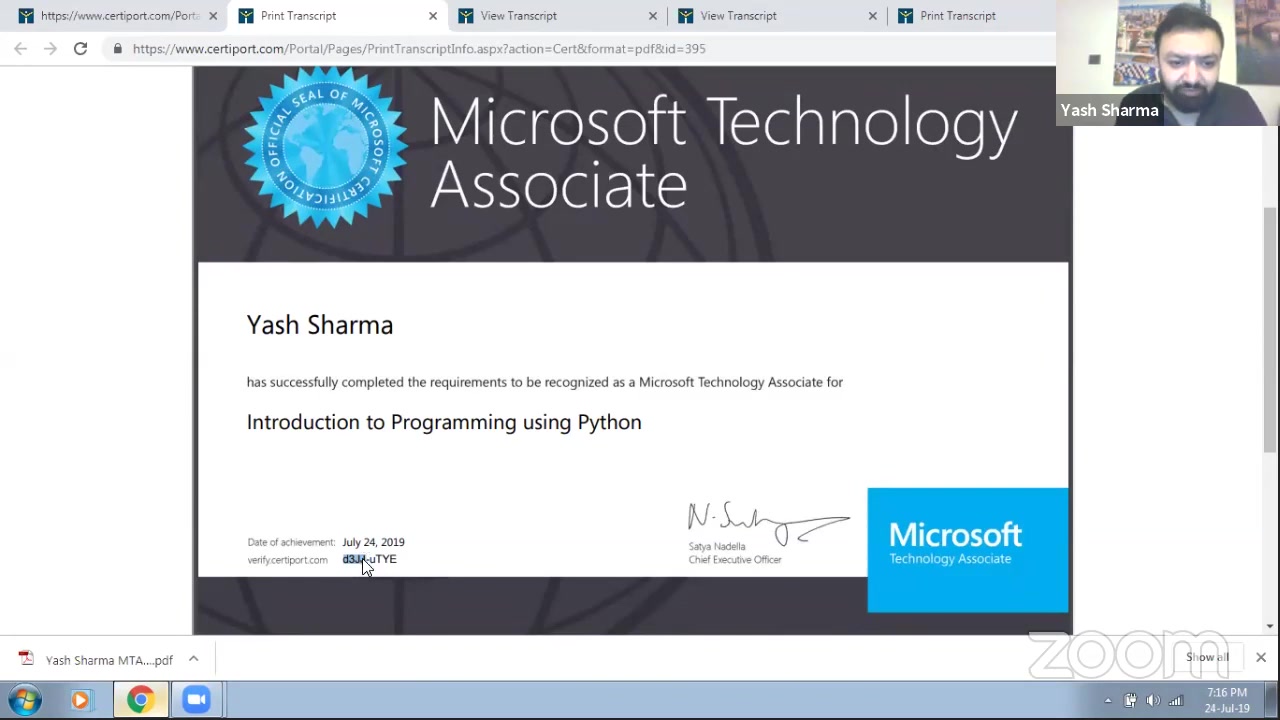 https://www.certiport.com/Porta
Print Transcript
View Transcript
View Transcript
Print Transcript
https://www.certiport.com/Portal/Pages/PrintTranscriptInfo.aspx?action=Cert&format=pdf&id=395
Yash Sharma
OFFICIAL SEAL OF MICROSOFT CERTIFICATION
Microsoft Technology
Associate
Yash Sharma
has successfully completed the requirements to be recognized as a Microsoft Technology Associate for
Introduction to Programming using Python
Date of achievement: July 24, 2019
verify.certiport.com
Satya Nadella
Chief Executive Officer
Microsoft
Technology Associate
Yash Sharma MTA....pdf
zoom
Show all
7:16 PM
24-Jul-19